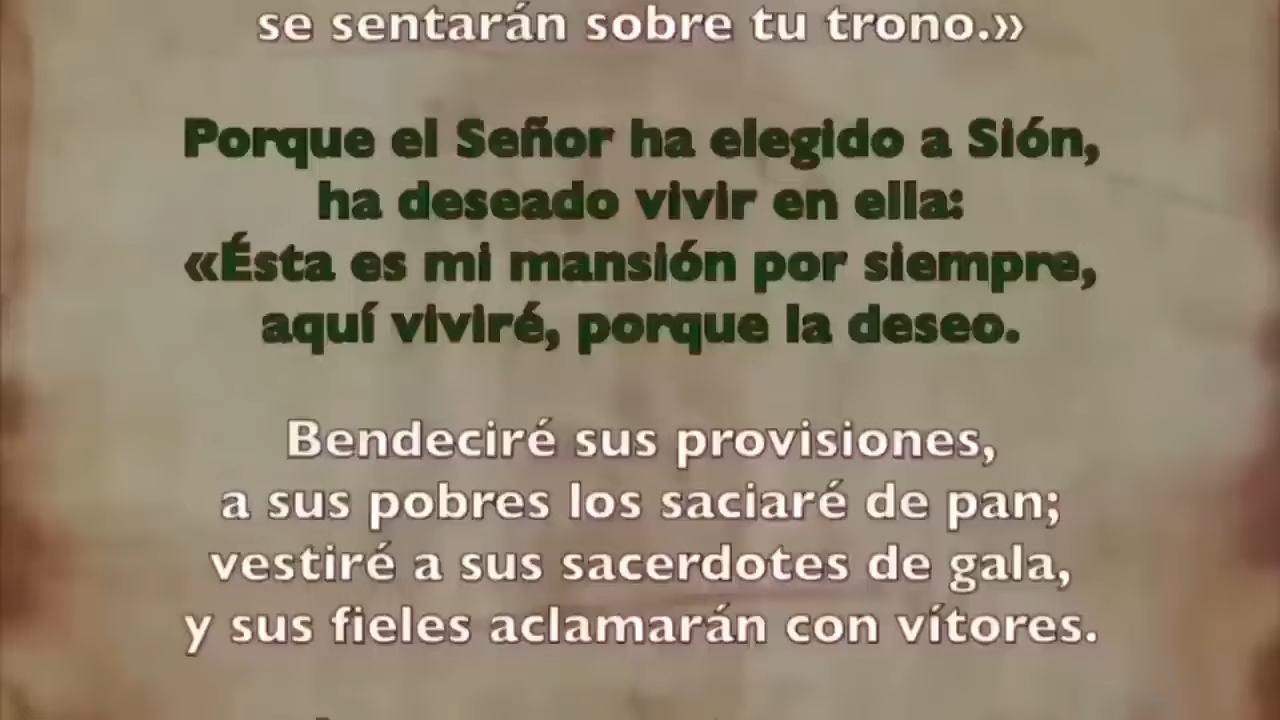 se sentarán sobre tu trono.»
Porque el Señor ha elegido a Sión,
ha deseado vivir en ella:
«Ésta es mi mansión por siempre,
aquí viviré, porque la deseo.
Bendeciré sus provisiones,
a sus pobres los saciaré de pan;
vestiré a sus sacerdotes de gala,
y sus fieles aclamarán con vítores.